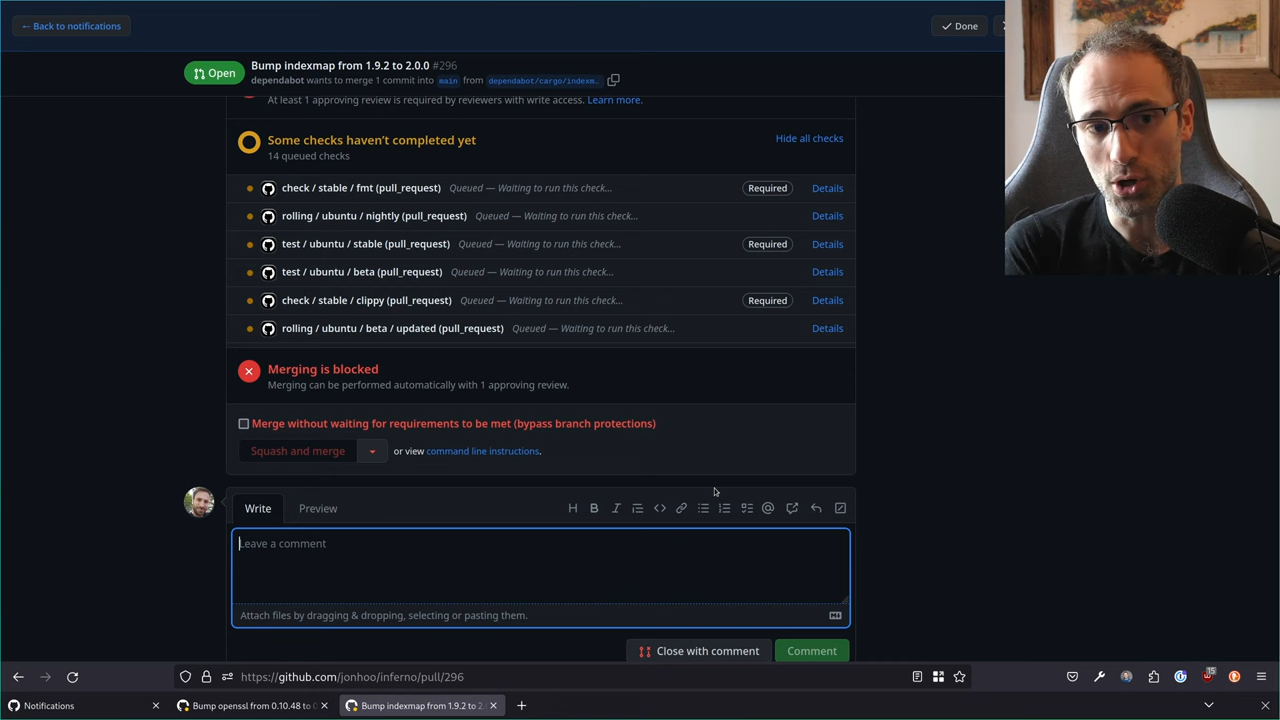 ← Back to notifications
Done
Open
Bump indexmap from 1.9.2 to 2.0.0 #296
dependabot wants to merge 1 commit into main from dependabot/cargo/indexm…
At least 1 approving review is required by reviewers with write access. Learn more.
Some checks haven't completed yet
Hide all checks
14 queued checks
check / stable / fmt (pull_request) Queued — Waiting to run this check… Required Details
rolling / ubuntu / nightly (pull_request) Queued — Waiting to run this check… Details
test / ubuntu / stable (pull_request) Queued — Waiting to run this check… Required Details
test / ubuntu / beta (pull_request) Queued — Waiting to run this check… Details
check / stable / clippy (pull_request) Queued — Waiting to run this check… Required Details
rolling / ubuntu / beta / updated (pull_request) Queued — Waiting to run this check… Details
Merging is blocked
Merging can be performed automatically with 1 approving review.
Merge without waiting for requirements to be met (bypass branch protections)
Squash and merge or view command line instructions.
Write Preview
Leave a comment
Attach files by dragging & dropping, selecting or pasting them.
Close with comment Comment
https://github.com/jonhoo/inferno/pull/296
15
Notifications
Bump openssl from 0.10.48 to 0
Bump indexmap from 1.9.2 to 2.